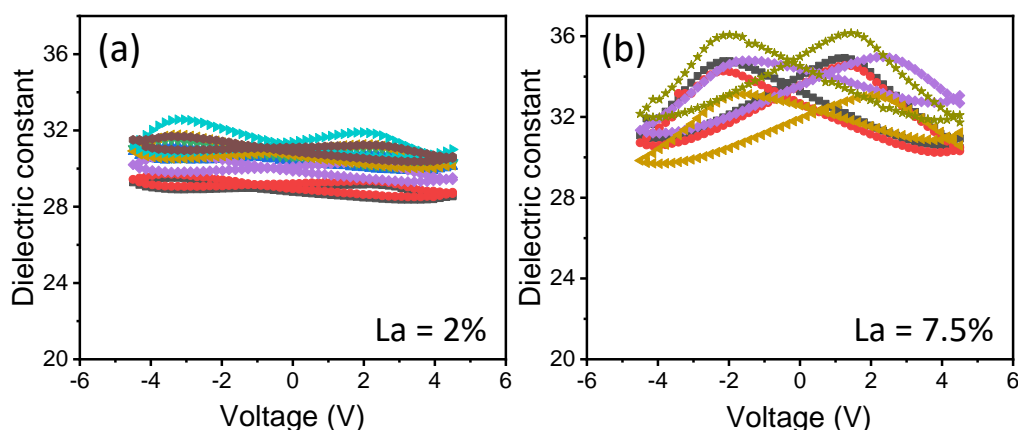 (a)
Dielectric constant
36
32
28
24
20
-6 -4 -2 0 2 4 6
Voltage (V)
La = 2%
(b)
Dielectric constant
36
32
28
24
20
-6 -4 -2 0 2 4 6
Voltage (V)
La = 7.5%